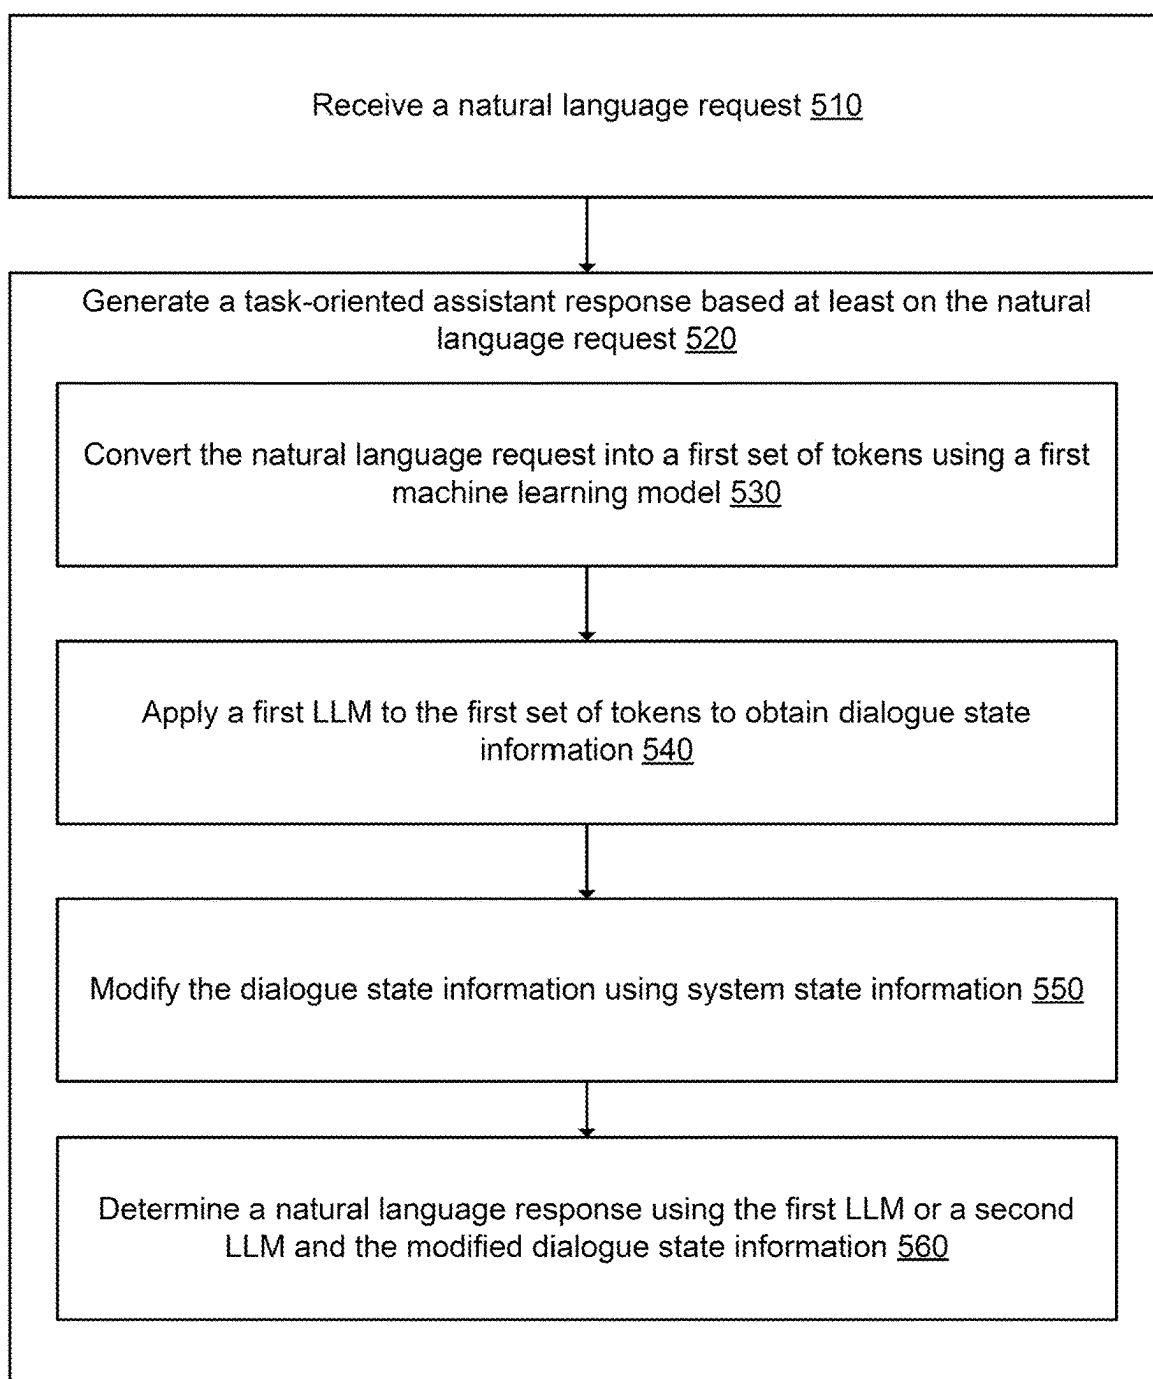 Receive a natural language request 510
Generate a task-oriented assistant response based at least on the natural
language request 520
Convert the natural language request into a first set of tokens using a first
machine learning model 530
Apply a first LLM to the first set of tokens to obtain dialogue state
information 540
Modify the dialogue state information using system state information 550
Determine a natural language response using the first LLM or a second
LLM and the modified dialogue state information 560